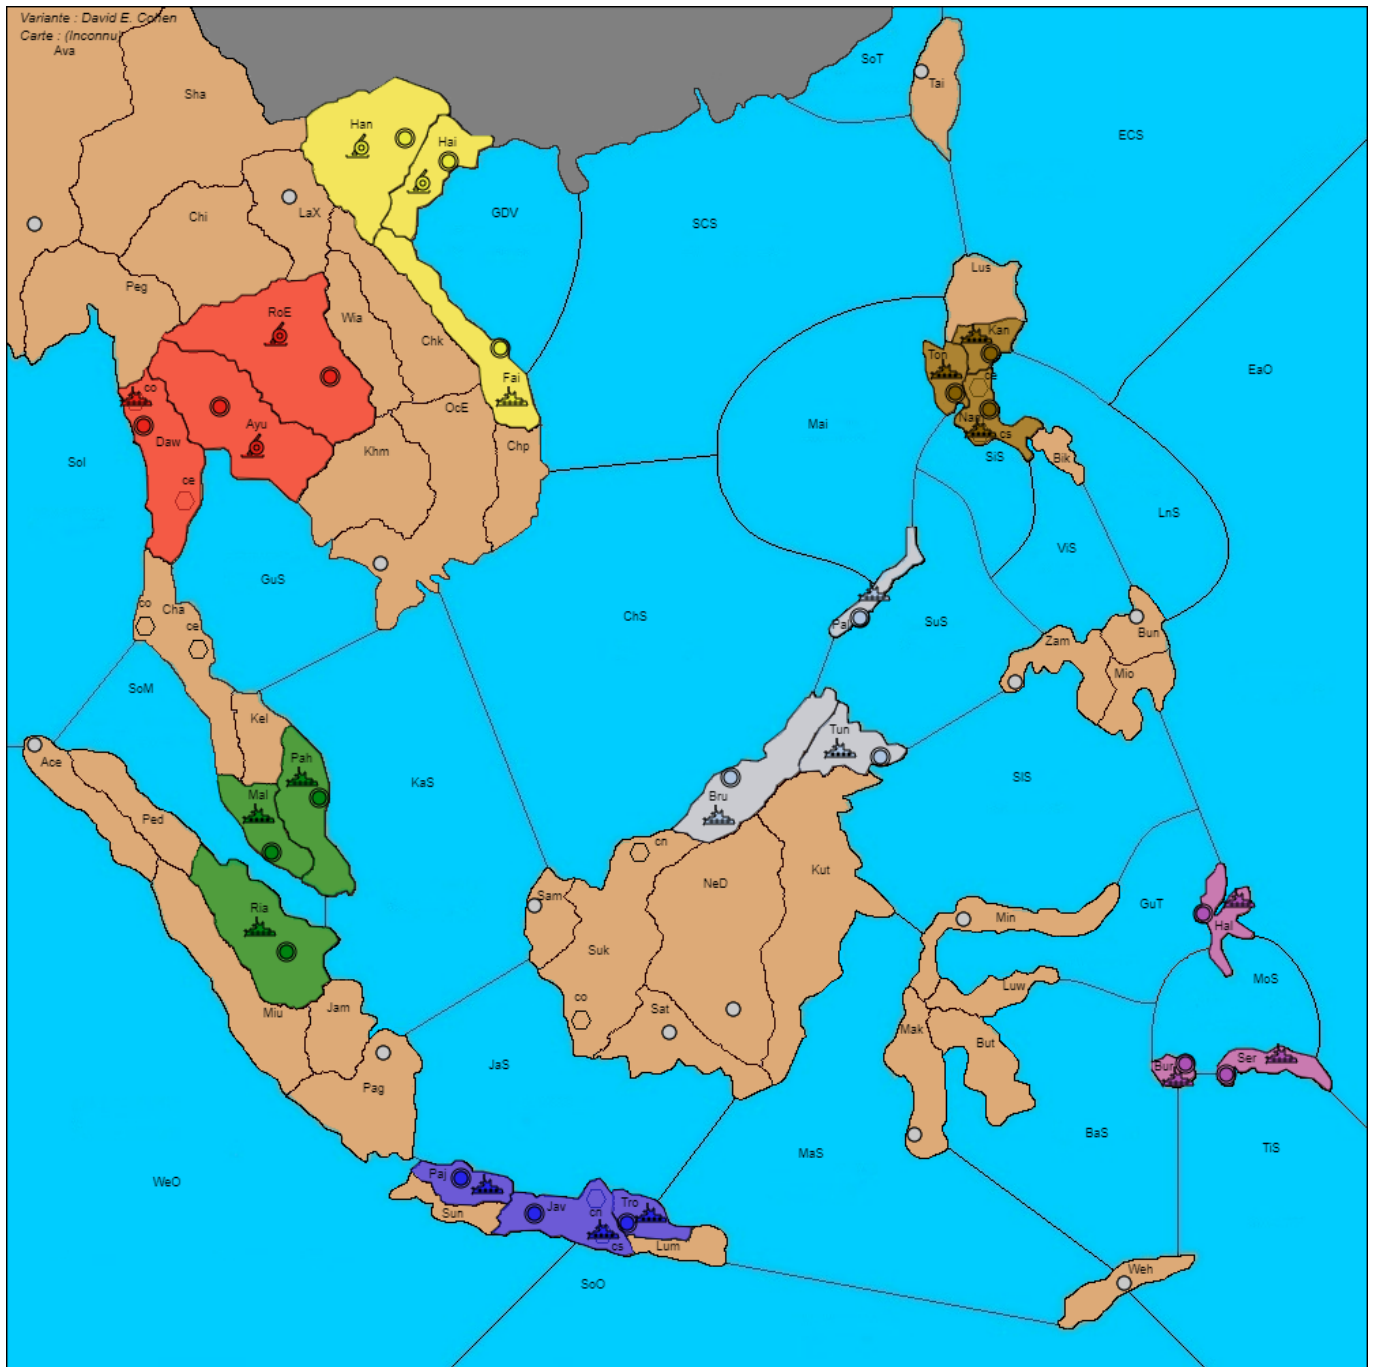 Variante : David E. Cohen
Carte : (Inconnu)
Ava
SoT
Tai
Sha
ECS
Han
Hai
LaX
GDV
SCS
Chi
Lus
Peg
RoE
Wia
Kan
Chk
Ton
EaO
co
Fai
ce
OcE
Ayu
Nam
Mai
cs
Daw
Khm
Chp
SiS
Bik
SoI
ce
LnS
ViS
GuS
co
Cha
ChS
Pal
SuS
ce
Zam
Bun
Mio
SoM
Kel
Tun
Pah
Ace
KaS
SIS
Mal
Bru
Ped
cn
Kut
NeD
Sam
Min
GuT
Ria
Hal
Suk
MoS
Luw
co
Miu
Jam
Sat
Mak
But
JaS
Bur
Ser
Pag
BaS
MaS
TiS
WeO
Paj
Jav
Tro
Sun
cn
cs
Lum
Weh
SoO